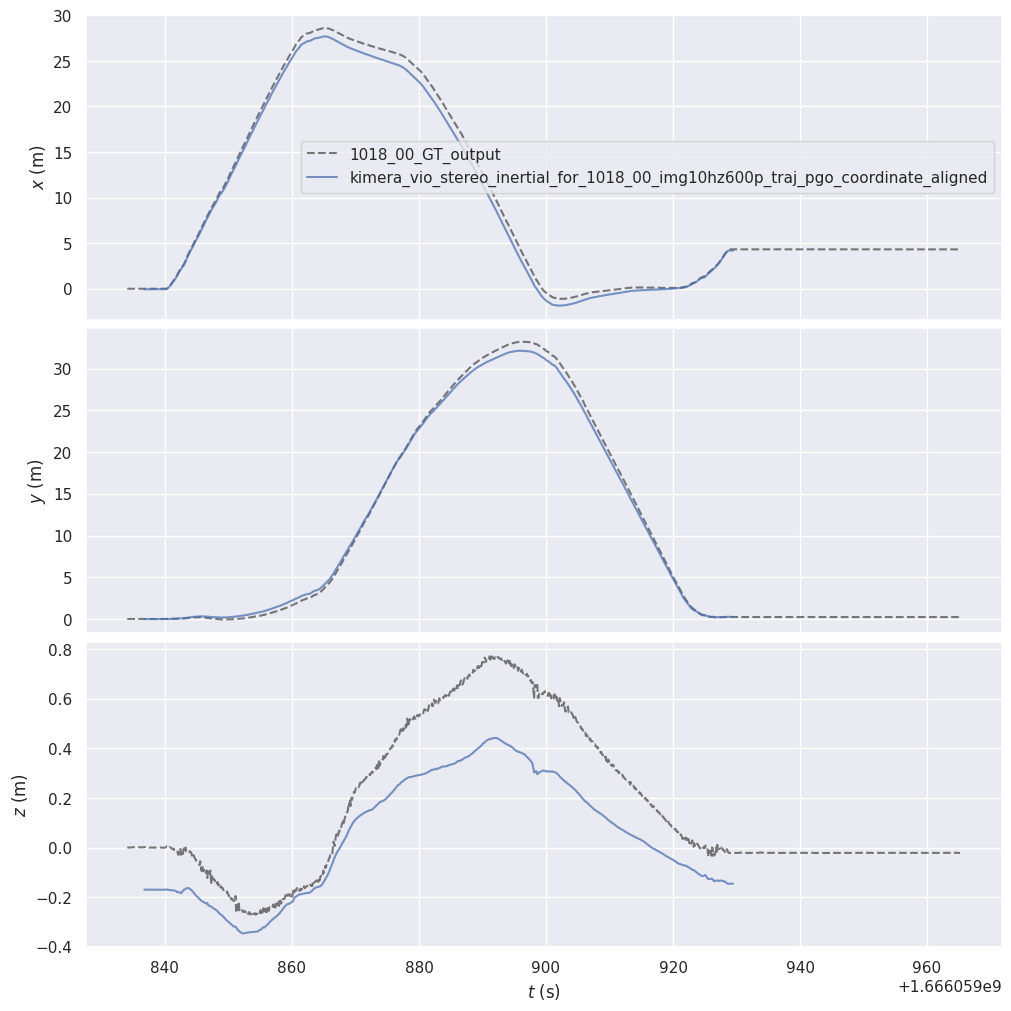 30
25
20
15
10
5
0
x (m)
1018_00_GT_output
kimera_vio_stereo_inertial_for_1018_00_img10hz600p_traj_pgo_coordinate_aligned
30
25
20
15
10
5
0
y (m)
0.8
0.6
0.4
0.2
0.0
−0.2
−0.4
z (m)
840 860 880 900 920 940 960
t (s)
+1.666059e9